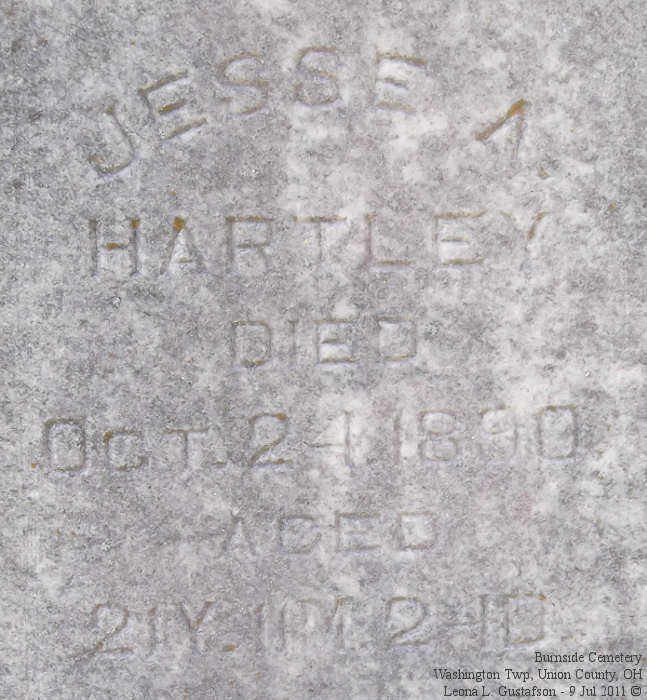 JESSE A.
HARTLEY
DIED
OCT. 24, 1890
AGED
21Y. 11M. 24D.
Burnside Cemetery
Washington Twp, Union County, OH
Leona L. Gustafson - 9 Jul 2011 ©